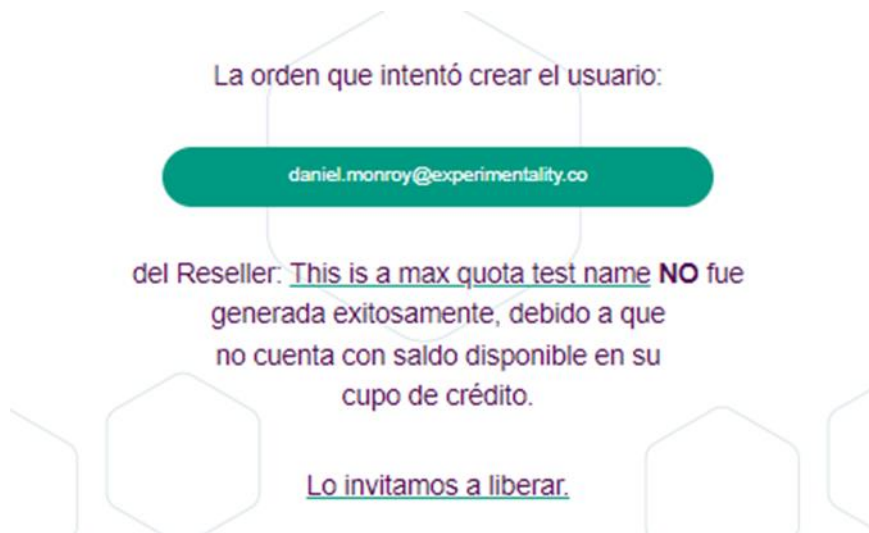 La orden que intentó crear el usuario:
daniel.monroy@experimentality.co
del Reseller: This is a max quota test name NO fue
generada exitosamente, debido a que
no cuenta con saldo disponible en su
cupo de crédito.
Lo invitamos a liberar.